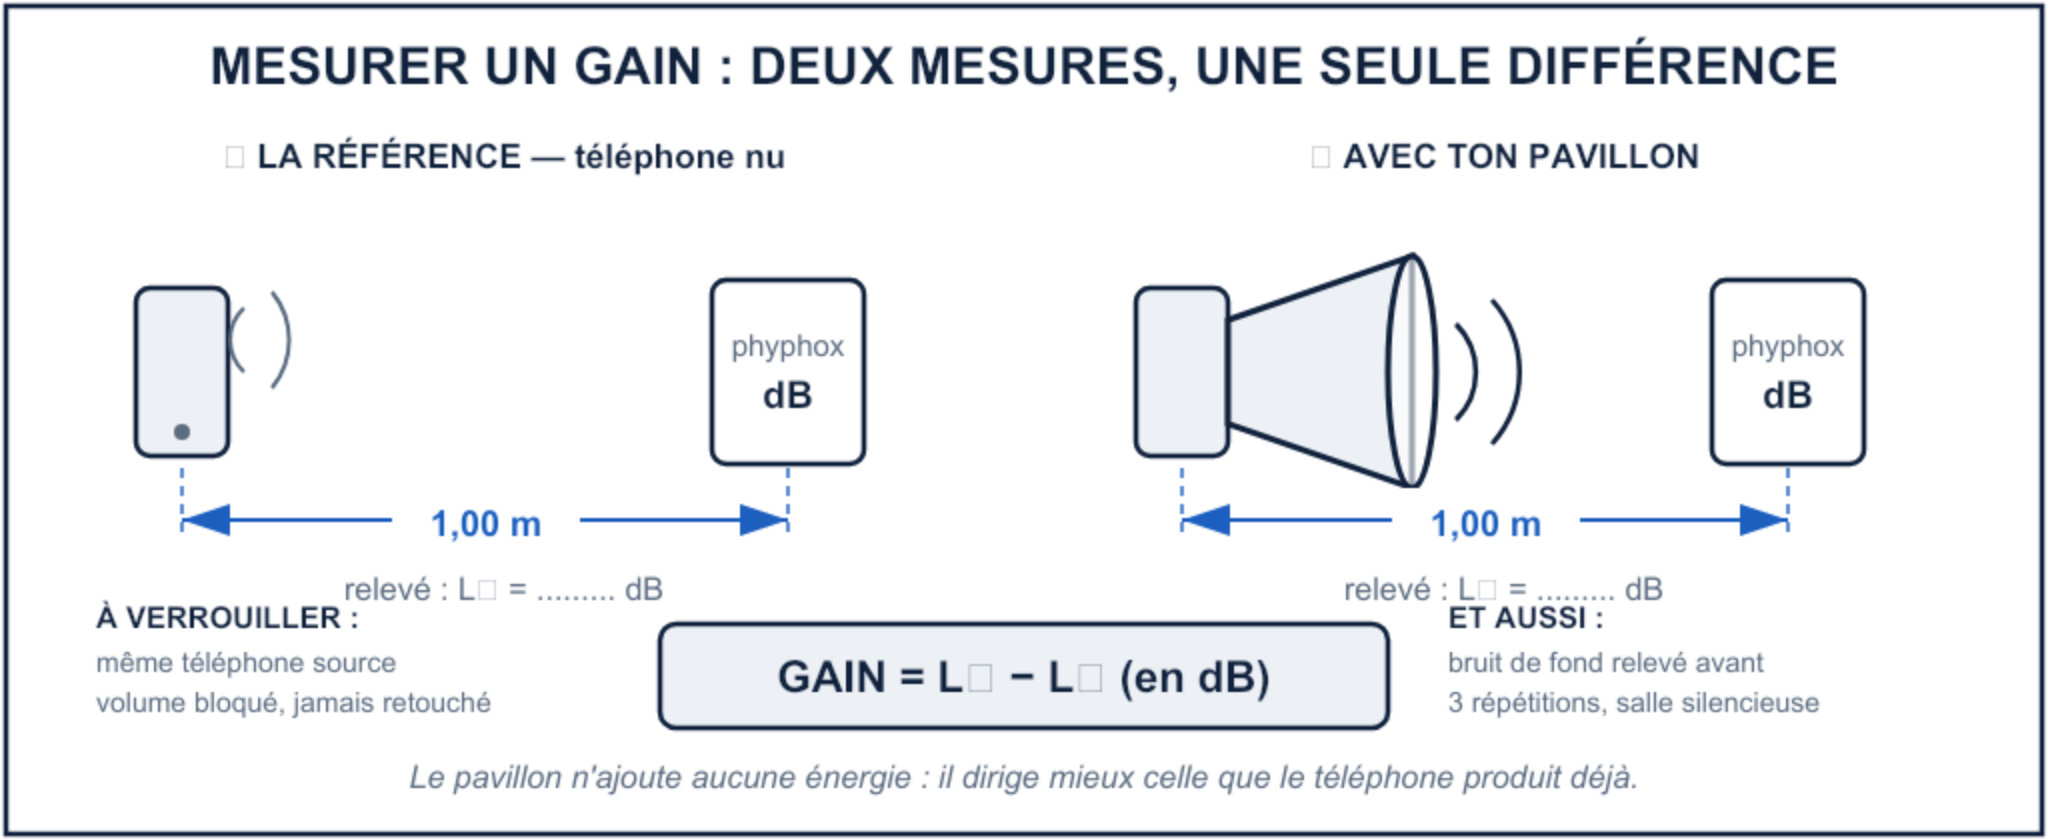 MESURER UN GAIN : DEUX MESURES, UNE SEULE DIFFÉRENCE
□ LA RÉFÉRENCE — téléphone nu
□ AVEC TON PAVILLON
phyphox
dB
phyphox
dB
1,00 m
1,00 m
relevé : L□ = ......... dB
relevé : L□ = ......... dB
À VERROUILLER :
même téléphone source
volume bloqué, jamais retouché
GAIN = L□ − L□ (en dB)
ET AUSSI :
bruit de fond relevé avant
3 répétitions, salle silencieuse
Le pavillon n'ajoute aucune énergie : il dirige mieux celle que le téléphone produit déjà.